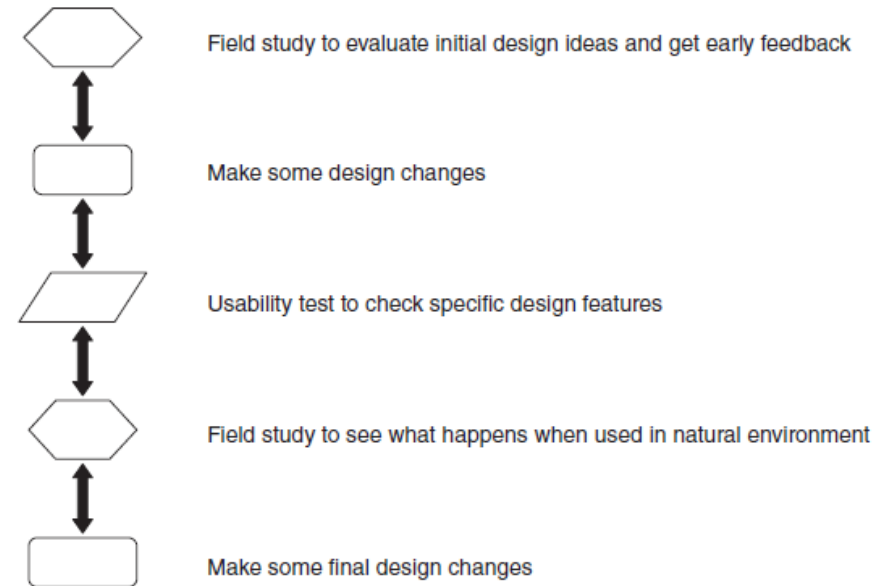 Field study to evaluate initial design ideas and get early feedback
Make some design changes
Usability test to check specific design features
Field study to see what happens when used in natural environment
Make some final design changes